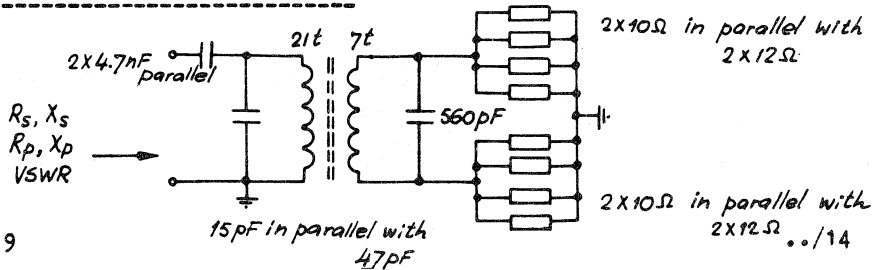 2x10Ω in parallel with
2x12Ω
21t
7t
2x4.7nF
parallel
560pF
Rs, Xs
Rp, Xp
VSWR
2x10Ω in parallel with
2x12Ω
../14
15pF in parallel with
47pF
9